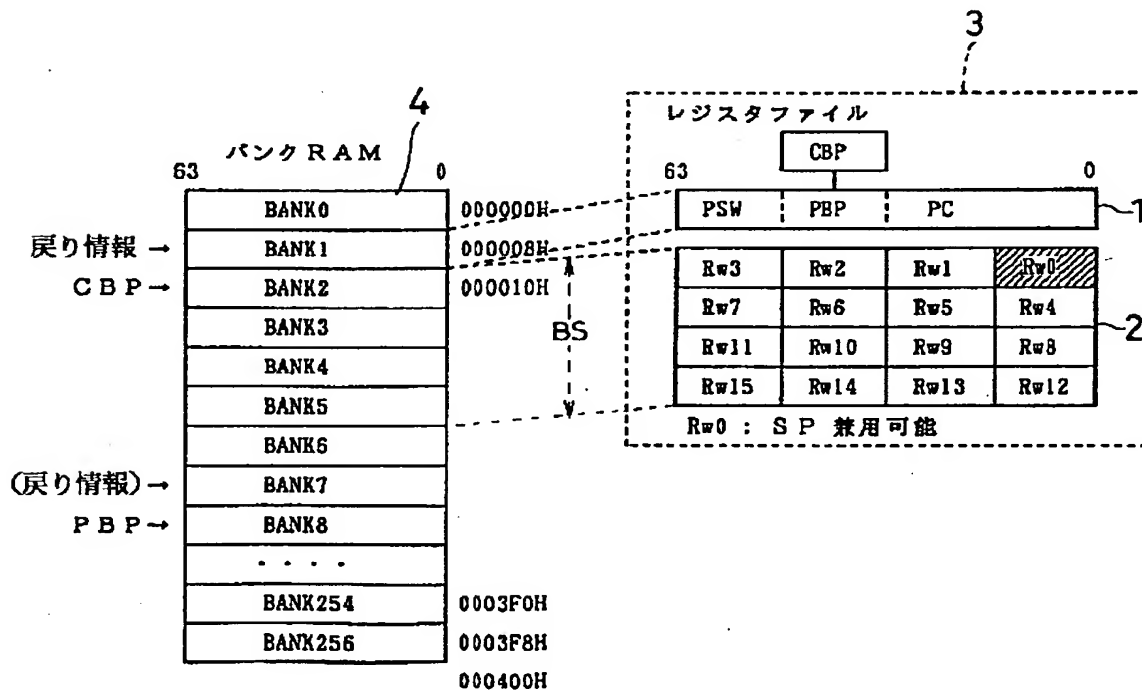 3
4
レジスタファイル
CBP
63
0
PSW
PBP
PC
1
Rw3
Rw2
Rw1
Rw0
Rw7
Rw6
Rw5
Rw4
2
Rw11
Rw10
Rw9
Rw8
Rw15
Rw14
Rw13
Rw12
Rw0 : SP 兼用可能
バンクRAM
63
0
BANK0
000000H
戻り情報 →
BANK1
000008H
CBP→
BANK2
000010H
BANK3
BS
BANK4
BANK5
BANK6
(戻り情報)→
BANK7
PBP→
BANK8
・・・・
BANK254
0003F0H
BANK256
0003F8H
000400H